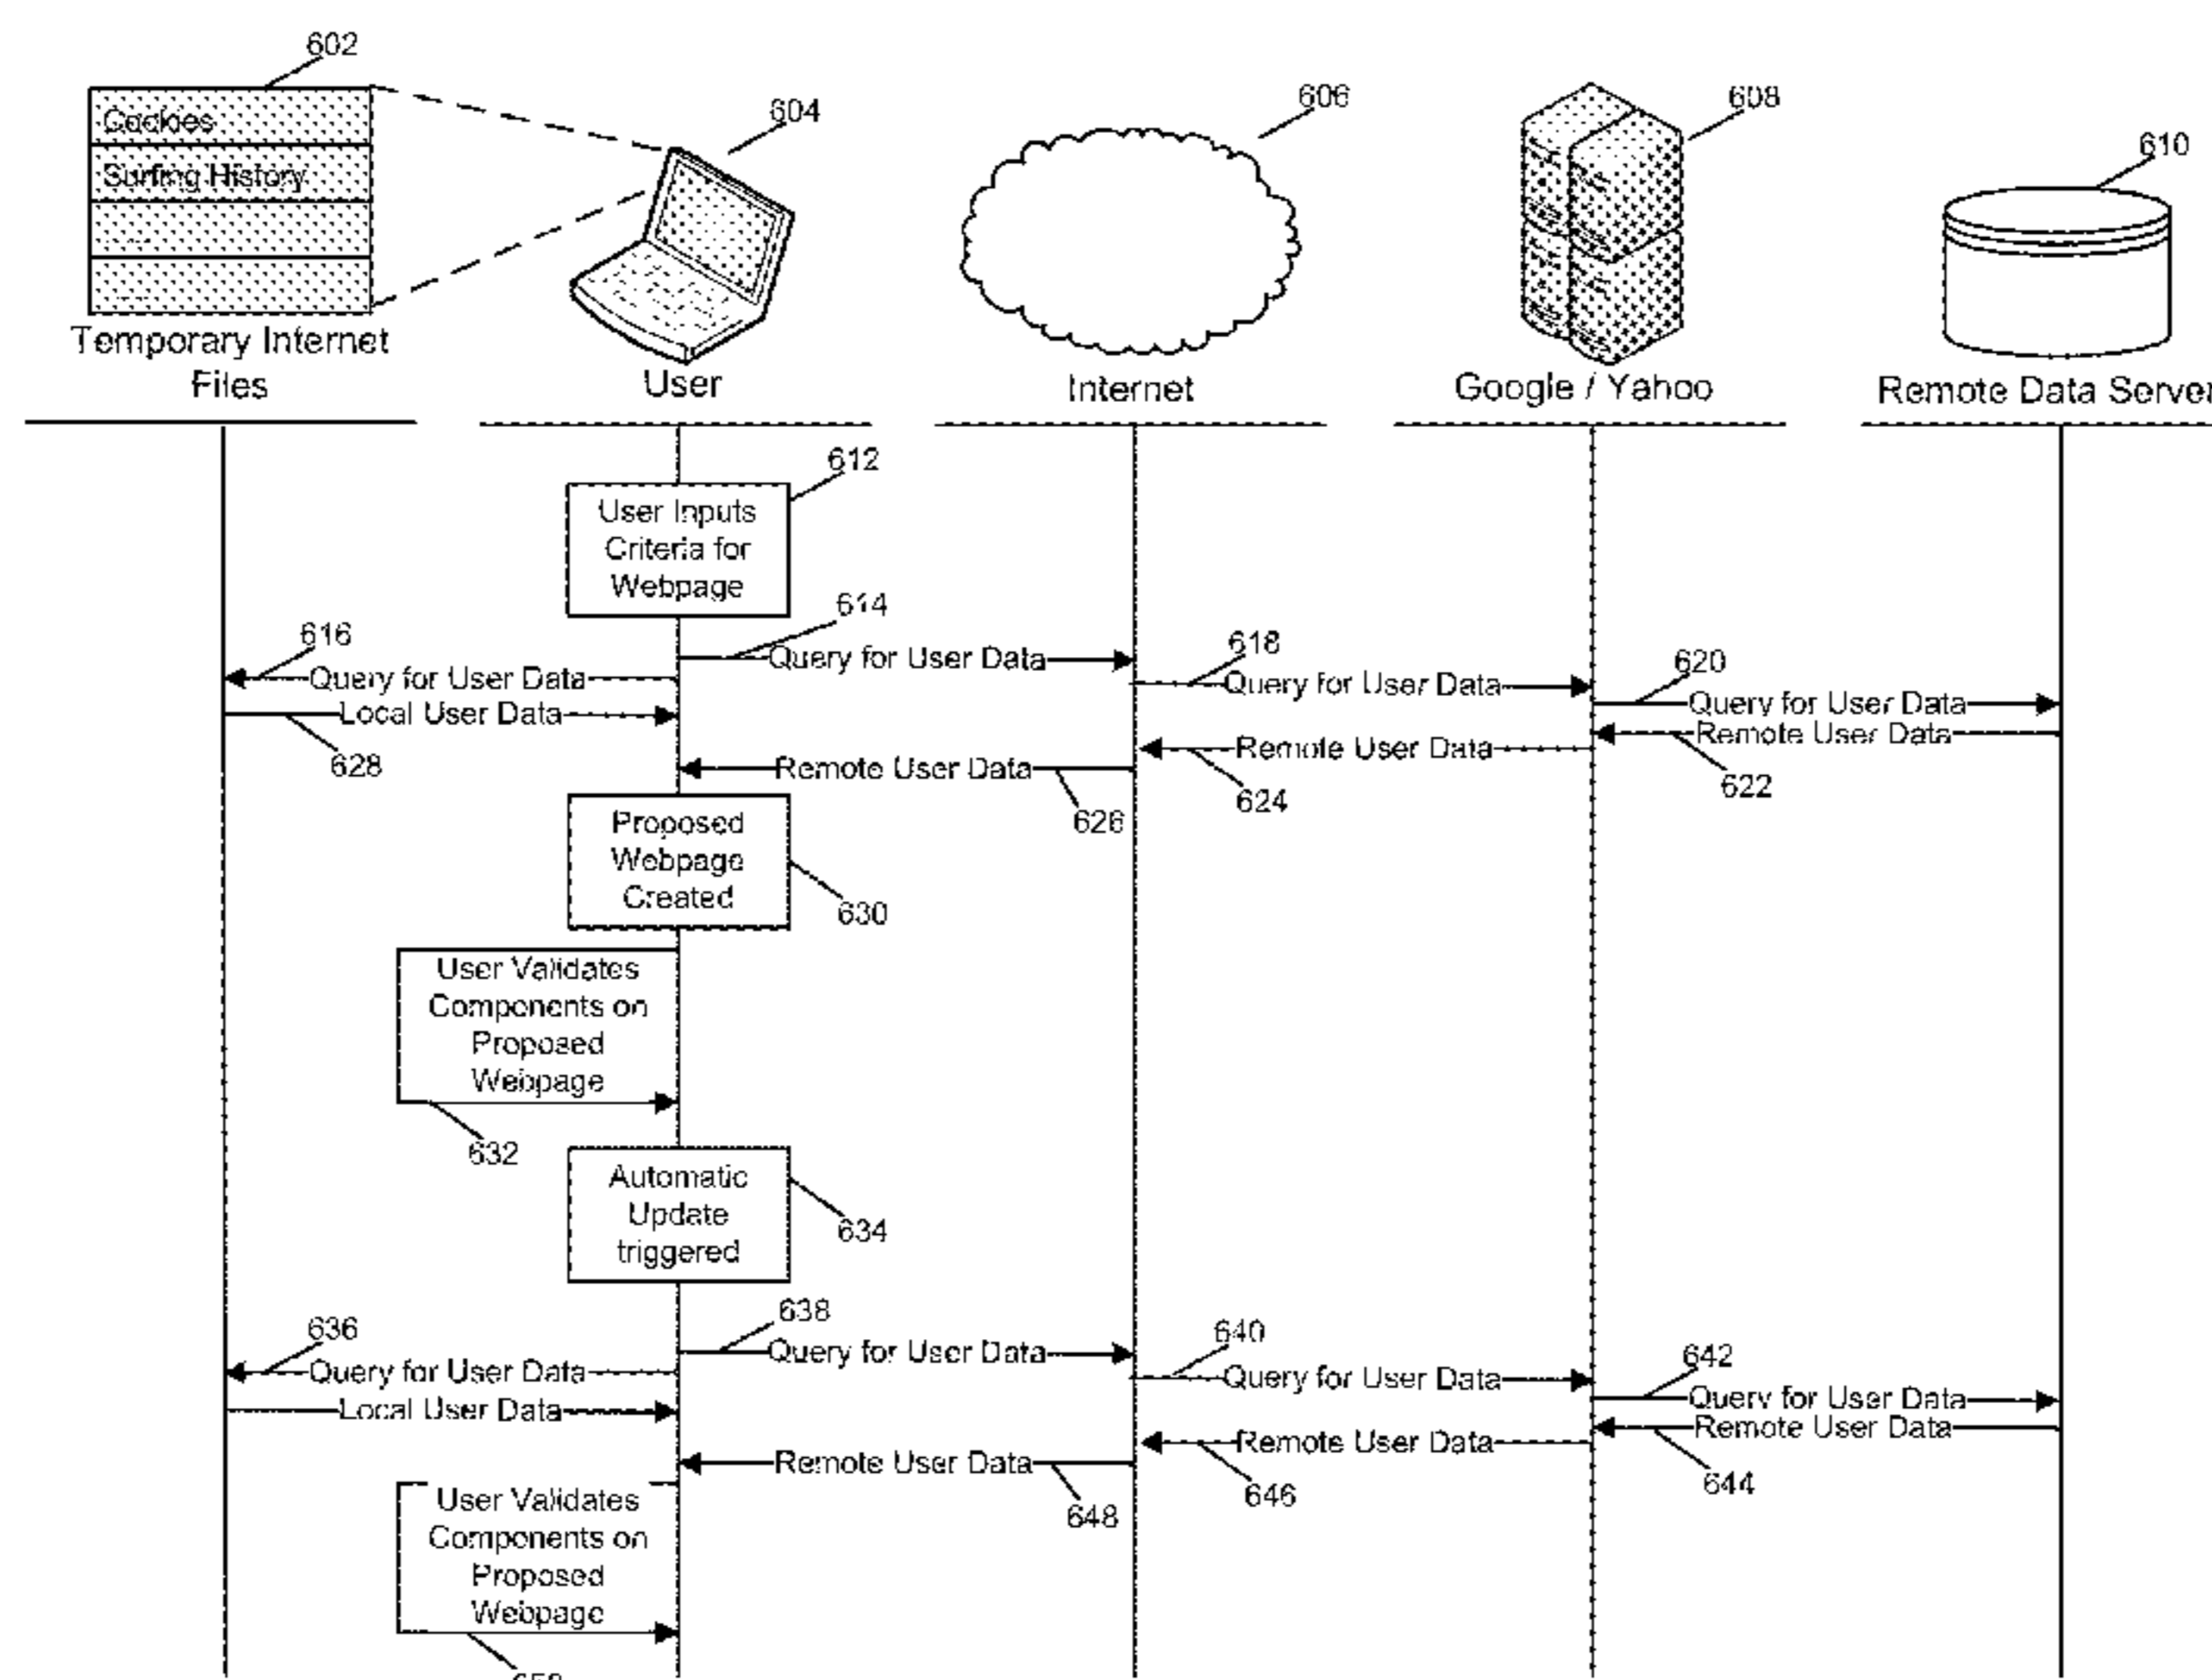 602
604
606
608
610
Cookies
Surfing History
Temporary Internet
Files
User
Internet
Google / Yahoo
Remote Data Server
612
User Inputs
Criteria for
Webpage
614
616
618
620
Query for User Data
Query for User Data
Query for User Data
Query for User Data
Local User Data
Remote User Data
Remote User Data
Remote User Data
628
626
624
622
Proposed
Webpage
Created
630
User Validates
Components on
Proposed
Webpage
632
Automatic
Update
triggered
634
636
638
640
642
Query for User Data
Query for User Data
Query for User Data
Query for User Data
Local User Data
Remote User Data
Remote User Data
Remote User Data
648
646
644
User Validates
Components on
Proposed
Webpage